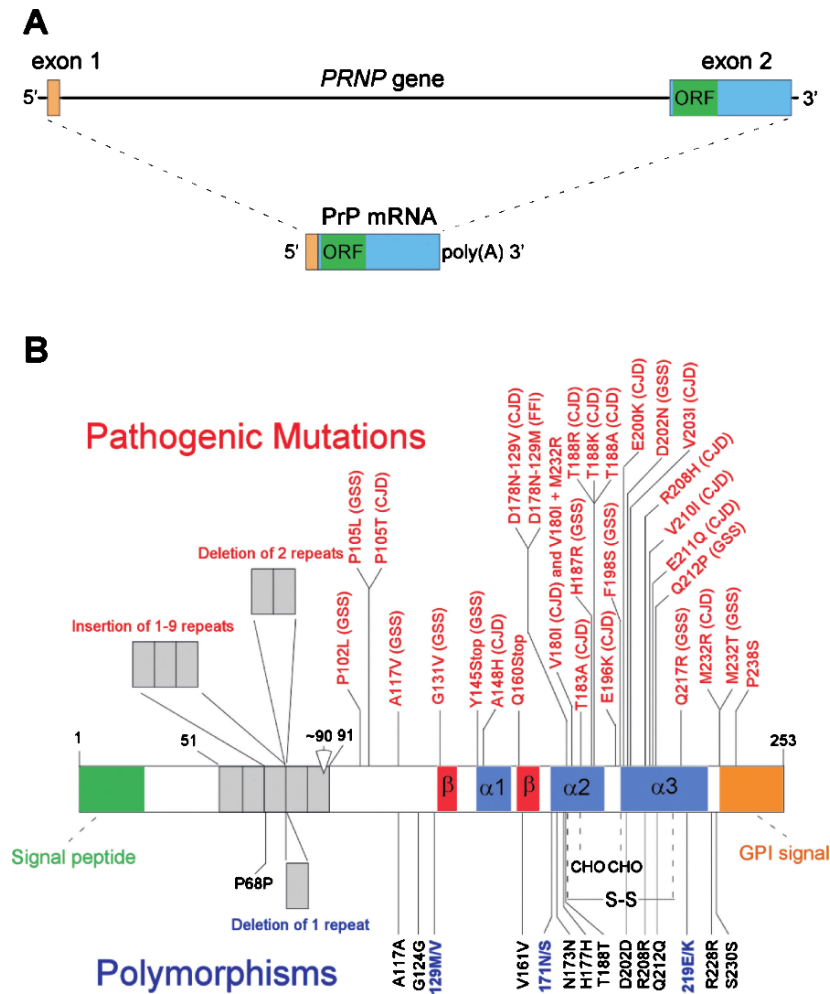 A
exon 1
PRNP gene
exon 2
5’
ORF
3’
PrP mRNA
5’
ORF
poly(A) 3’
B
Pathogenic Mutations
Deletion of 2 repeats
Insertion of 1-9 repeats
P102L (GSS)
P105L (GSS)
P105T (CJD)
A117V (GSS)
G131V (GSS)
Y145Stop (GSS)
A148H (CJD)
Q160Stop
D178N-129V (CJD)
D178N-129M (FFI)
V180I (CJD) and V180I + M232R
T183A (CJD)
H187R (GSS)
T188R (CJD)
T188K (CJD)
T188A (CJD)
E196K (CJD)
F198S (GSS)
E200K (CJD)
D202N (GSS)
V203I (CJD)
R208H (CJD)
V210I (CJD)
E211Q (CJD)
Q212P (GSS)
Q217R (GSS)
M232R (CJD)
M232T (GSS)
P238S
1
51
~90
91
253
β
α1
β
α2
α3
Signal peptide
GPI signal
P68P
CHO CHO
S-S
Deletion of 1 repeat
Polymorphisms
A117A
G124G
129M/V
V161V
171N/S
N173N
H177H
T188T
D202D
R208R
Q212Q
219E/K
R228R
S230S